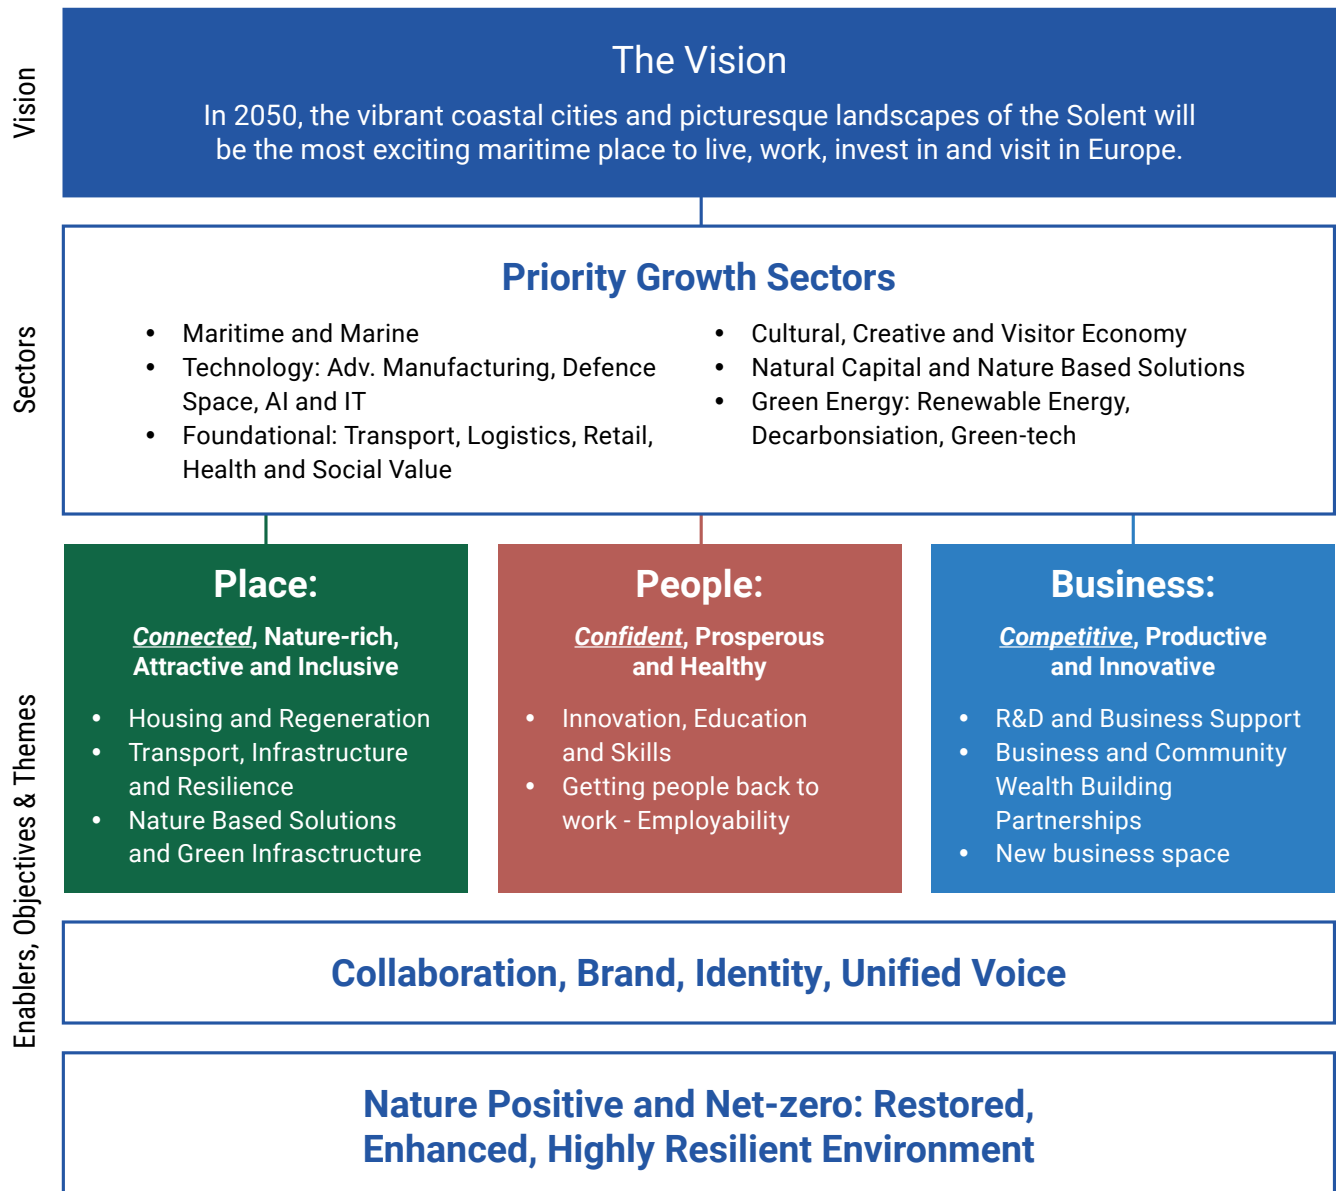 Vision
The Vision
In 2050, the vibrant coastal cities and picturesque landscapes of the Solent will
be the most exciting maritime place to live, work, invest in and visit in Europe.
Sectors
Priority Growth Sectors
• Maritime and Marine
• Technology: Adv. Manufacturing, Defence
Space, AI and IT
• Foundational: Transport, Logistics, Retail,
Health and Social Value
• Cultural, Creative and Visitor Economy
• Natural Capital and Nature Based Solutions
• Green Energy: Renewable Energy,
Decarbonsiation, Green-tech
Enablers, Objectives & Themes
Place:
Connected, Nature-rich,
Attractive and Inclusive
• Housing and Regeneration
• Transport, Infrastructure
and Resilience
• Nature Based Solutions
and Green Infrasctructure
People:
Confident, Prosperous
and Healthy
• Innovation, Education
and Skills
• Getting people back to
work - Employability
Business:
Competitive, Productive
and Innovative
• R&D and Business Support
• Business and Community
Wealth Building
Partnerships
• New business space
Collaboration, Brand, Identity, Unified Voice
Nature Positive and Net-zero: Restored,
Enhanced, Highly Resilient Environment